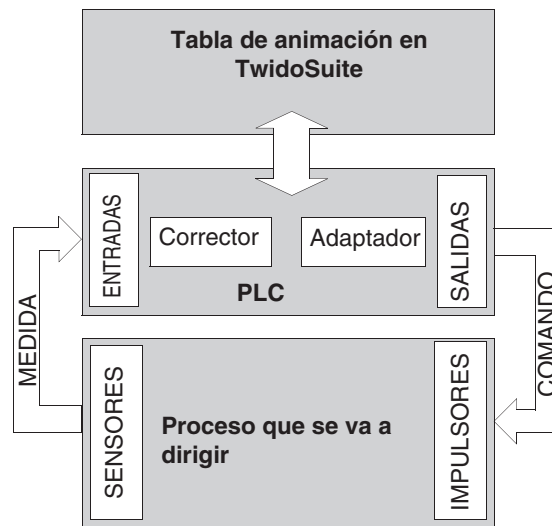 Tabla de animación en
TwidoSuite
ENTRADAS
Corrector
Adaptador
SALIDAS
PLC
MEDIDA
COMANDO
SENSORES
Proceso que se va a
dirigir
IMPULSORES